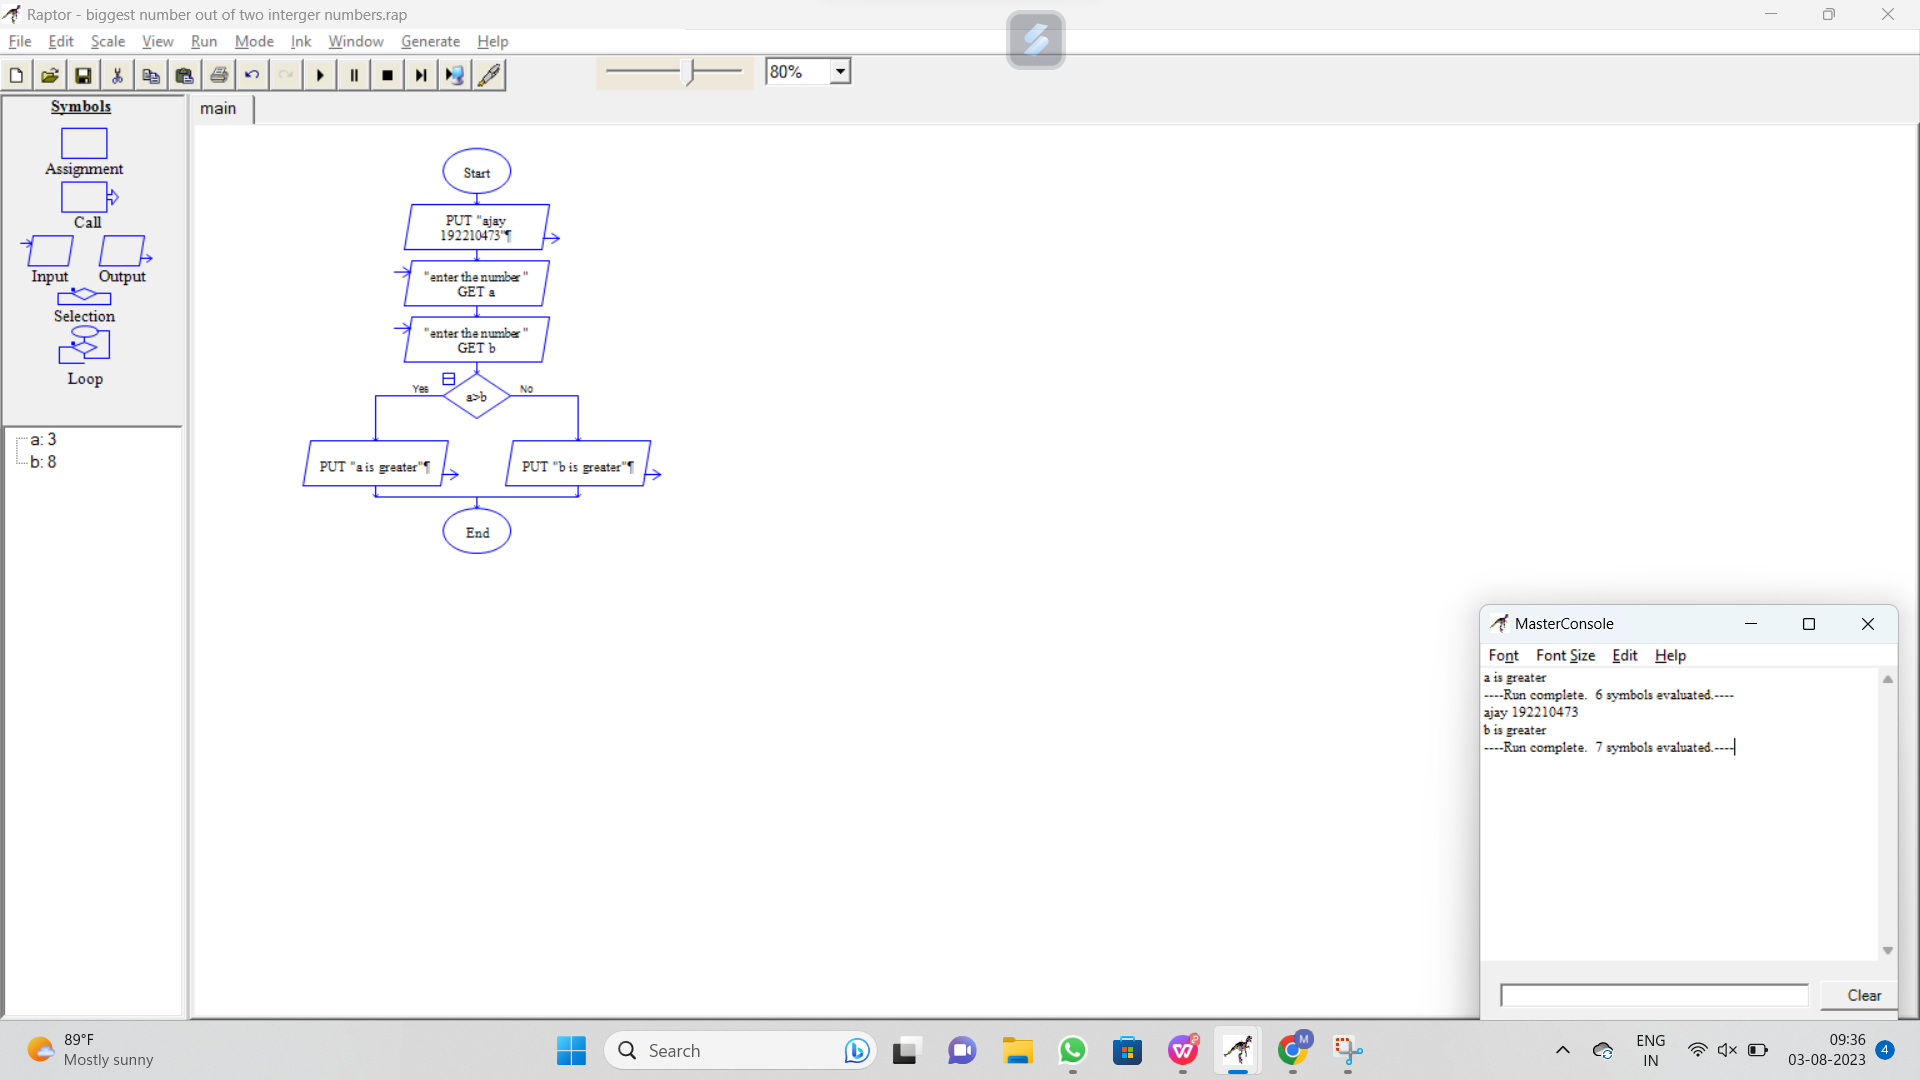 Raptor - biggest number out of two interger numbers.rap
File Edit Scale View Run Mode Ink Window Generate Help
80%
Symbols
Assignment
Call
Input Output
Selection
Loop
a: 3
b: 8
main
Start
PUT "ajay
192210473"¶
"enter the number "
GET a
"enter the number "
GET b
Yes
a>b
No
PUT "a is greater"¶
PUT "b is greater"¶
End
MasterConsole
Font Font Size Edit Help
a is greater
----Run complete. 6 symbols evaluated.----
ajay 192210473
b is greater
----Run complete. 7 symbols evaluated.----
Clear
89°F
Mostly sunny
Search
M
ENG
IN
09:36
03-08-2023
4